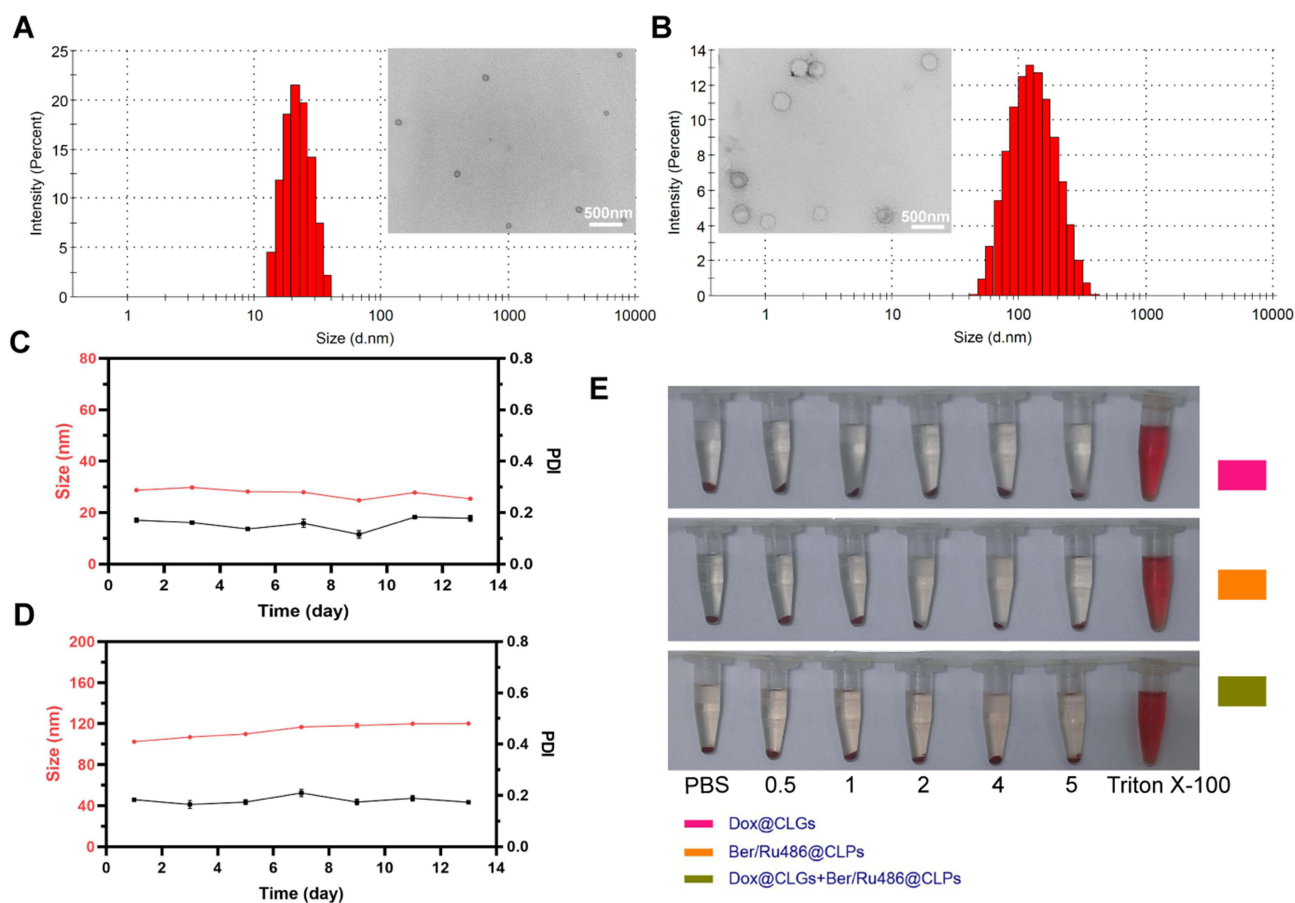 A
Intensity (Percent)
25
20
15
10
5
0
500nm
1 10 100 1000 10000
Size (d.nm)
B
Intensity (Percent)
14
12
10
8
6
4
2
0
500nm
1 10 100 1000 10000
Size (d.nm)
C
Size (nm)
80
60
40
20
0
PDI
0.8
0.6
0.4
0.2
0.0
0 2 4 6 8 10 12 14
Time (day)
D
Size (nm)
200
160
120
80
40
0
PDI
0.8
0.6
0.4
0.2
0.0
0 2 4 6 8 10 12 14
Time (day)
E
PBS 0.5 1 2 4 5 Triton X-100
Dox@CLGs
Ber/Ru486@CLPs
Dox@CLGs+Ber/Ru486@CLPs